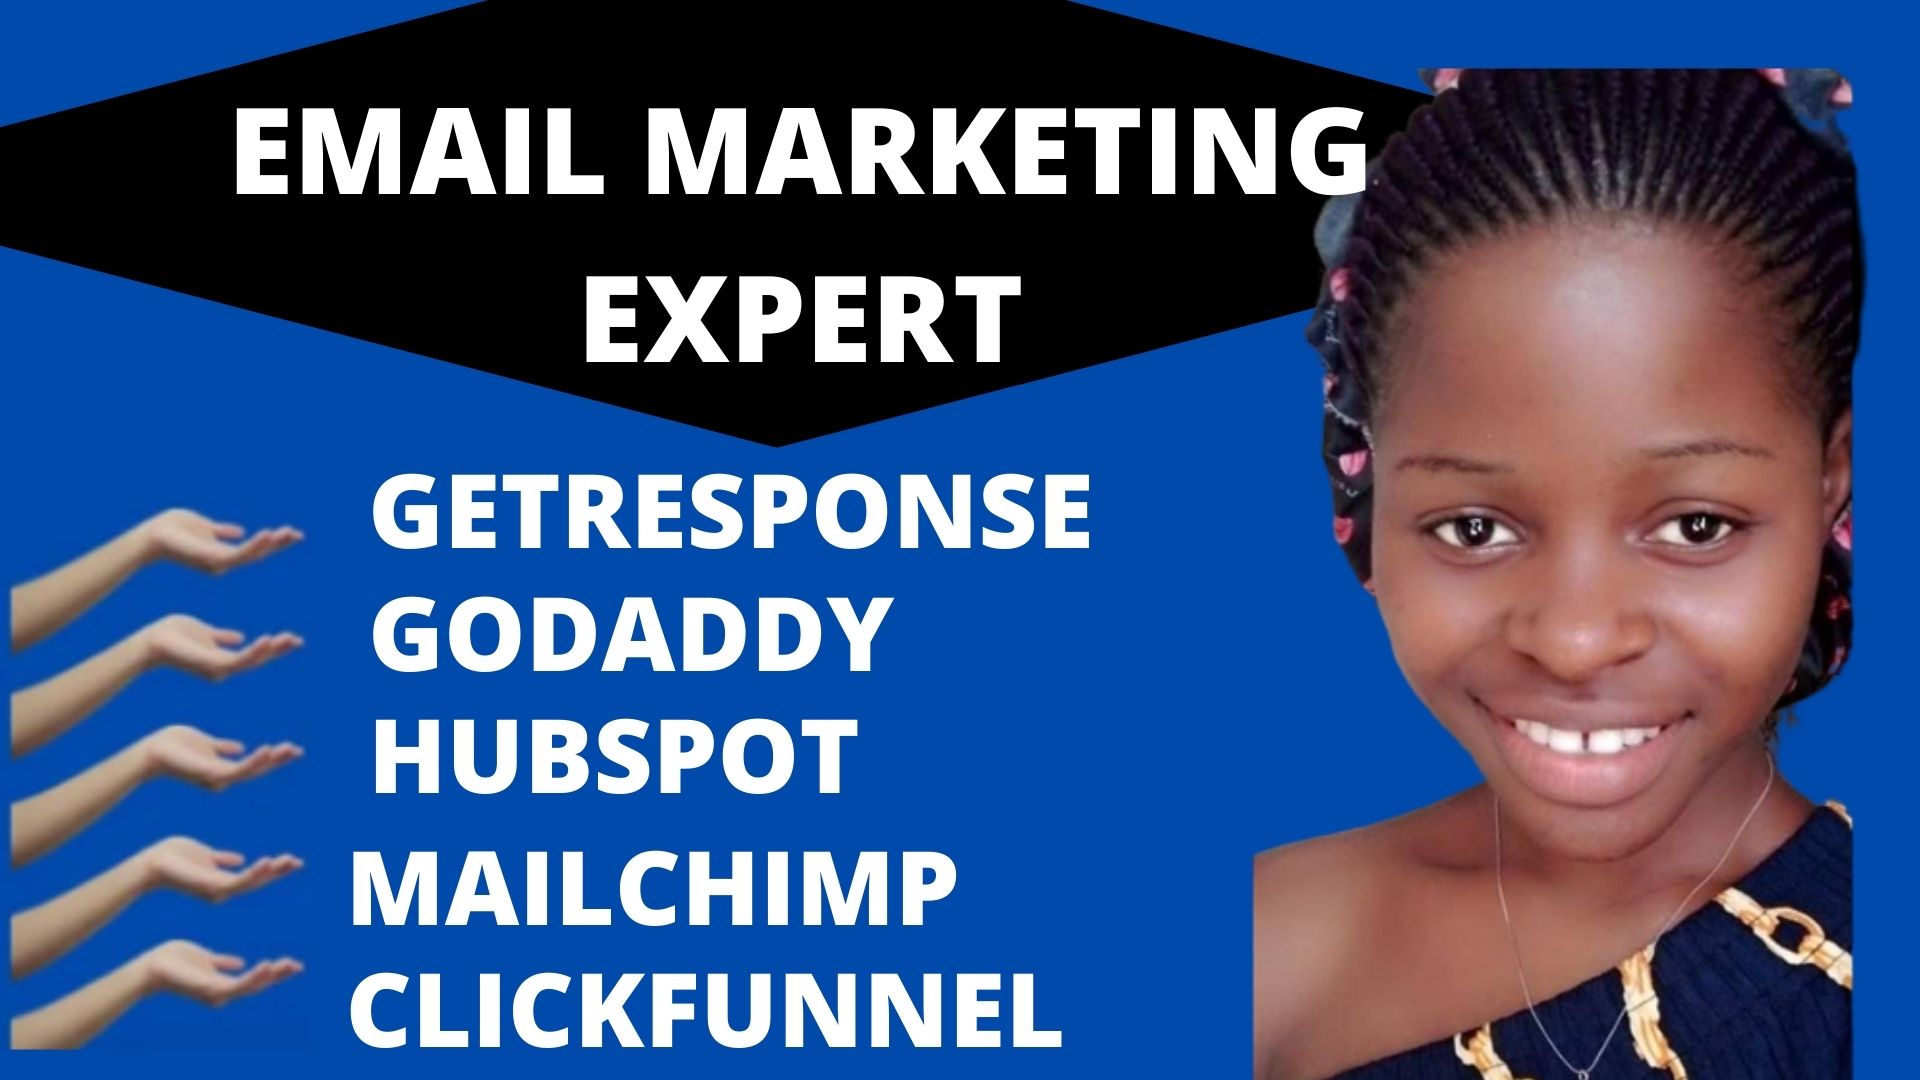 EMAIL MARKETING
EXPERT
GETRESPONSE
GODADDY
HUBSPOT
MAILCHIMP
CLICKFUNNEL